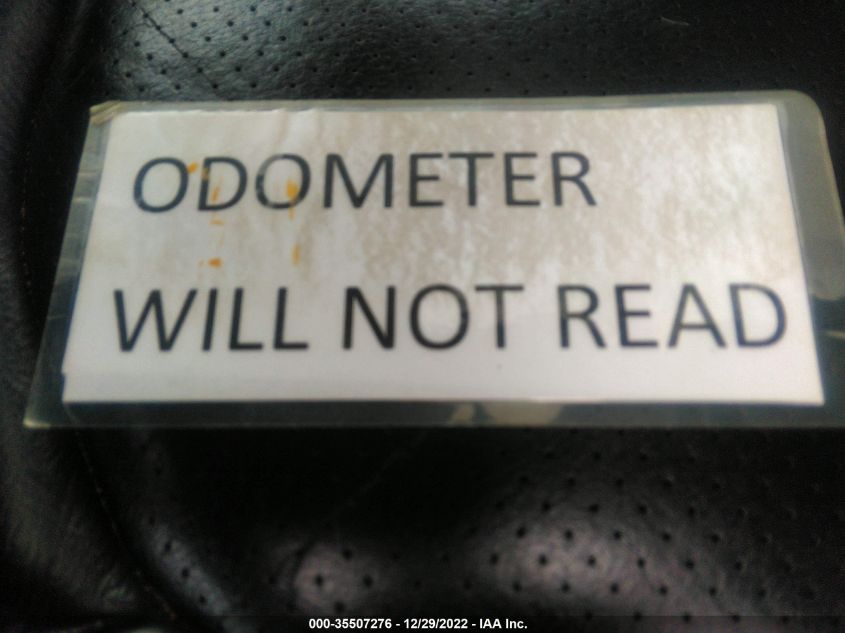 ODOMETER
WILL NOT READ
000-35507276 - 12/29/2022 - IAA Inc.